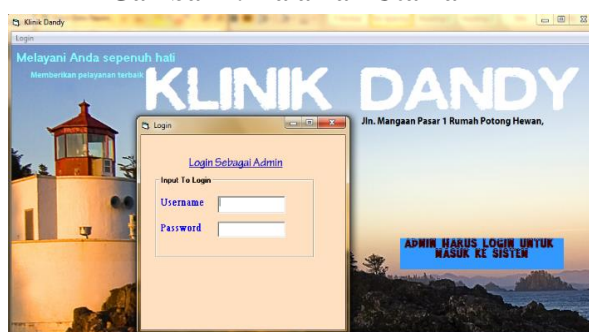 Klinik Dandy
Login
Melayani Anda sepenuh hati
Memberikan pelayanan terbaik
KLINIK DANDY
Jln. Mangaan Pasar 1 Rumah Potong Hewan,
Login
Login Sebagai Admin
Input To Login
Username
Password
ADMIN HARUS LOGIN UNTUK
MASUK KE SISTEM